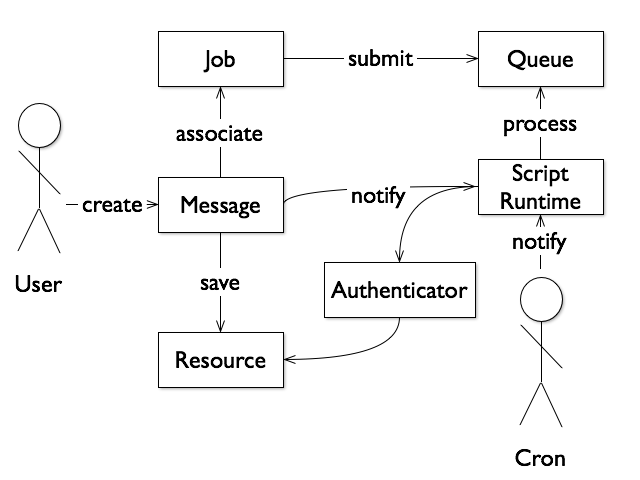 Job
submit
Queue
associate
process
Script
Runtime
create
Message
notify
notify
User
save
Authenticator
Resource
Cron